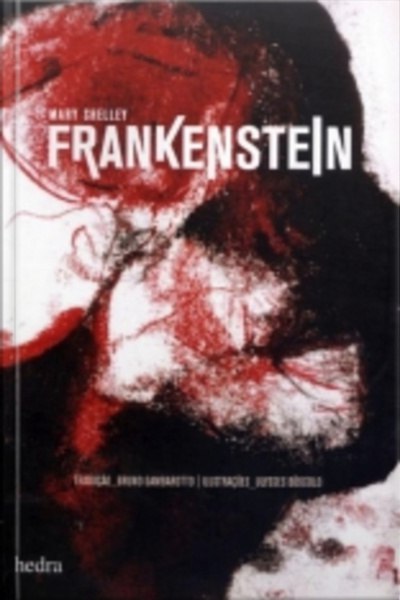 MARY SHELLEY
FRANKENSTEIN
TRADUÇÃO_BRUNO GAMBAROTTO | ILUSTRAÇÕES_ULYSSES BÔSCOLO
hedra